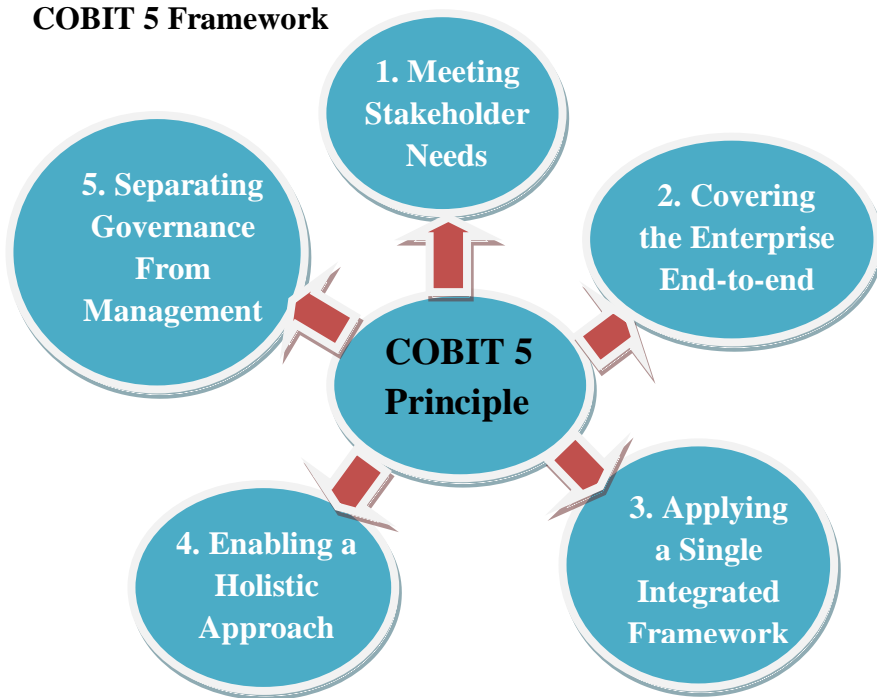 COBIT 5 Framework
1. Meeting
Stakeholder
Needs
2. Covering
the Enterprise
End-to-end
3. Applying
a Single
Integrated
Framework
4. Enabling a
Holistic
Approach
5. Separating
Governance
From
Management
COBIT 5
Principle